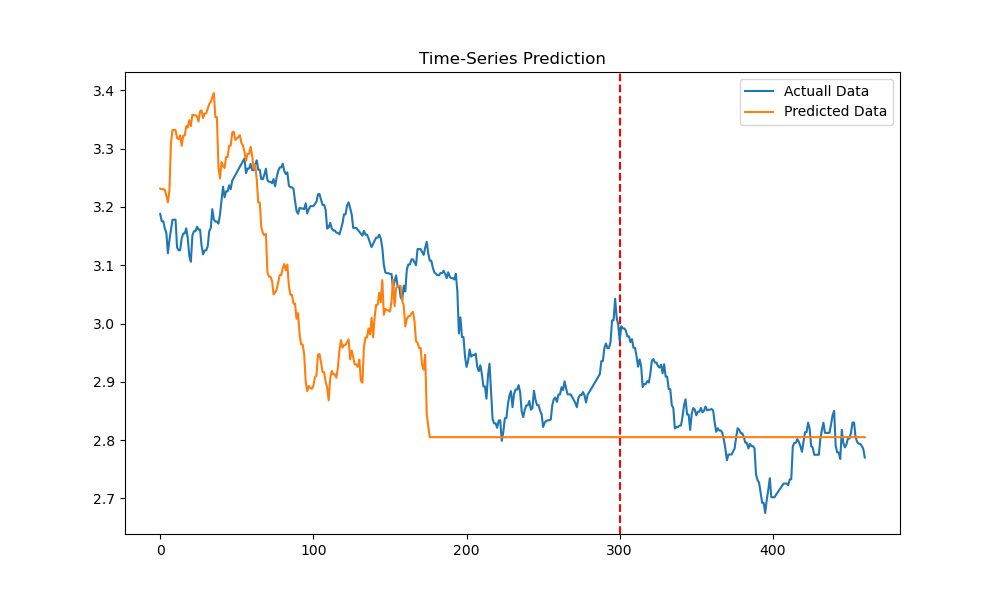 Time-Series Prediction
Actuall Data
Predicted Data
3.4
3.3
3.2
3.1
3.0
2.9
2.8
2.7
0 100 200 300 400